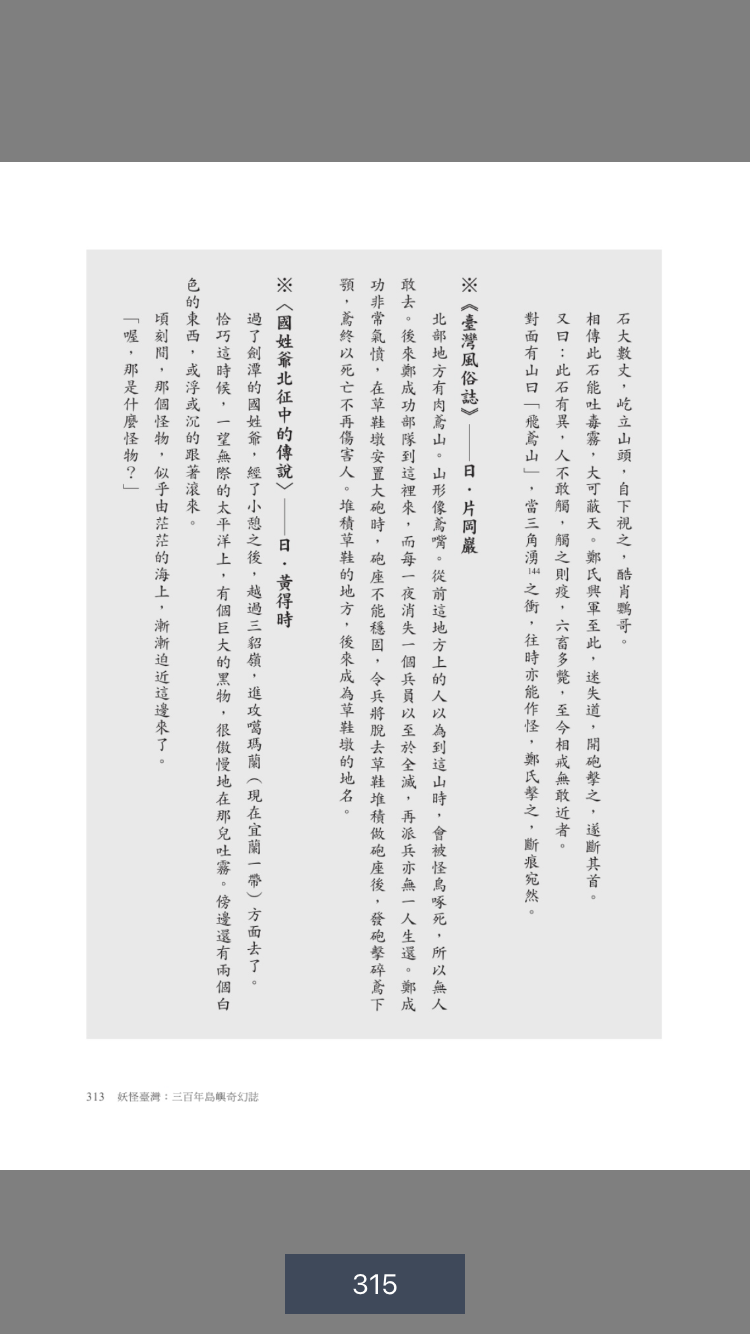 石大數丈，屹立山頭，自下視之，酷肖鸚哥。
相傳此石能吐毒霧，大可蔽天。鄭氏興軍至此，迷失道，開砲擊之，遂斷其首。
又曰：此石有異，人不敢觸，觸之則疫，六畜多斃，至今相戒無敢近者。
對面有山曰「飛鳶山」，當三角湧144之衝，往時亦能作怪，鄭氏擊之，斷痕宛然。
※《臺灣風俗誌》——日．片岡巖
北部地方有肉鳶山。山形像鳶嘴。從前這地方上的人以為到這山時，會被怪鳥啄死，所以無人
敢去。後來鄭成功部隊到這裡來，而每一夜消失一個兵員以至於全滅，再派兵亦無一人生還。鄭成
功非常氣憤，在草鞋墩安置大砲時，砲座不能穩固，令兵將脫去草鞋堆積做砲座後，發砲擊碎鳶下
顎，鳶終以死亡不再傷害人。堆積草鞋的地方，後來成為草鞋墩的地名。
※〈國姓爺北征中的傳說〉——日．黃得時
過了劍潭的國姓爺，經了小憩之後，越過三貂嶺，進攻噶瑪蘭（現在宜蘭一帶）方面去了。
恰巧這時候，一望無際的太平洋上，有個巨大的黑物，很傲慢地在那兒吐霧。傍邊還有兩個白
色的東西，或浮或沉的跟著滾來。
頃刻間，那個怪物，似乎由茫茫的海上，漸漸迫近這邊來了。
「喔，那是什麼怪物？」
313 妖怪臺灣：三百年島嶼奇幻誌
315